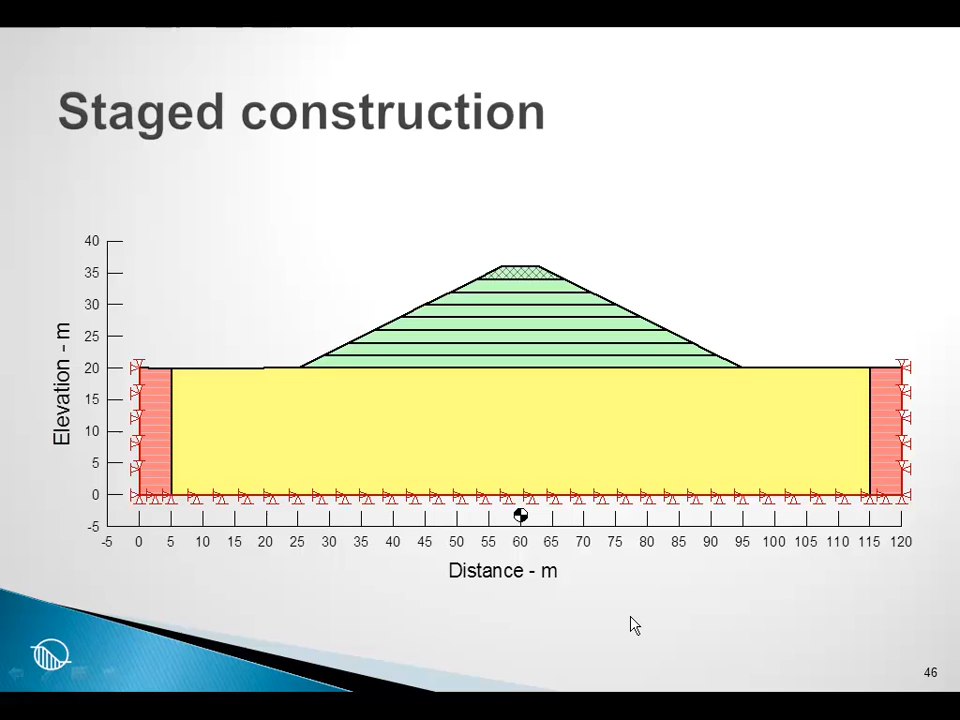 Staged construction
40
35
30
25
20
15
10
5
0
-5
Elevation - m
-5 0 5 10 15 20 25 30 35 40 45 50 55 60 65 70 75 80 85 90 95 100 105 110 115 120
Distance - m
46